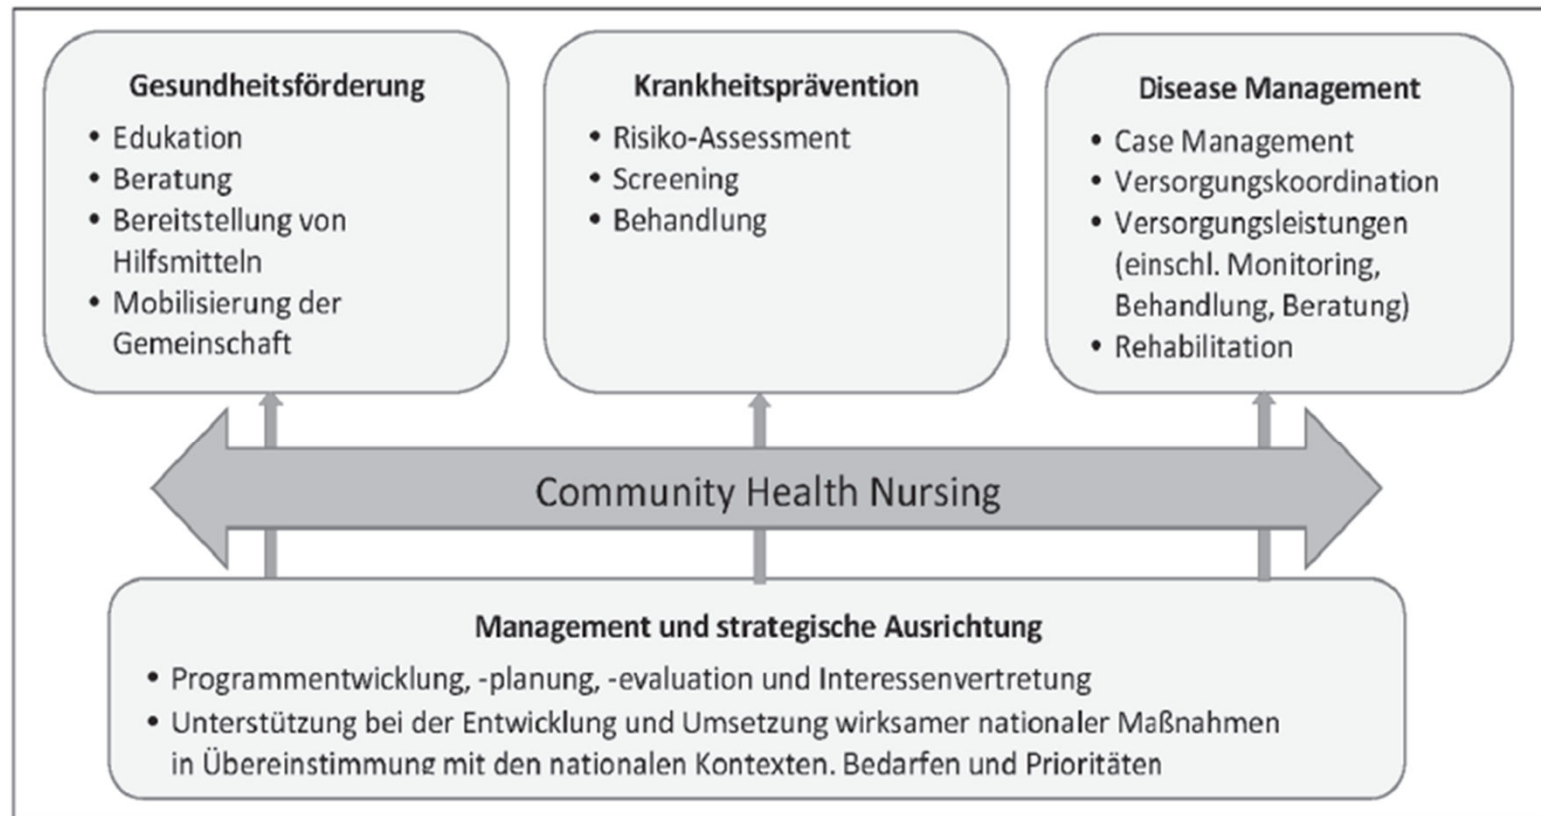 Gesundheitsförderung
• Edukation
• Beratung
• Bereitstellung von
Hilfsmitteln
• Mobilisierung der
Gemeinschaft
Krankheitsprävention
• Risiko-Assessment
• Screening
• Behandlung
Disease Management
• Case Management
• Versorgungskoordination
• Versorgungsleistungen
(einschl. Monitoring,
Behandlung, Beratung)
• Rehabilitation
Community Health Nursing
Management und strategische Ausrichtung
• Programmentwicklung, -planung, -evaluation und Interessenvertretung
• Unterstützung bei der Entwicklung und Umsetzung wirksamer nationaler Maßnahmen
in Übereinstimmung mit den nationalen Kontexten. Bedarfen und Prioritäten